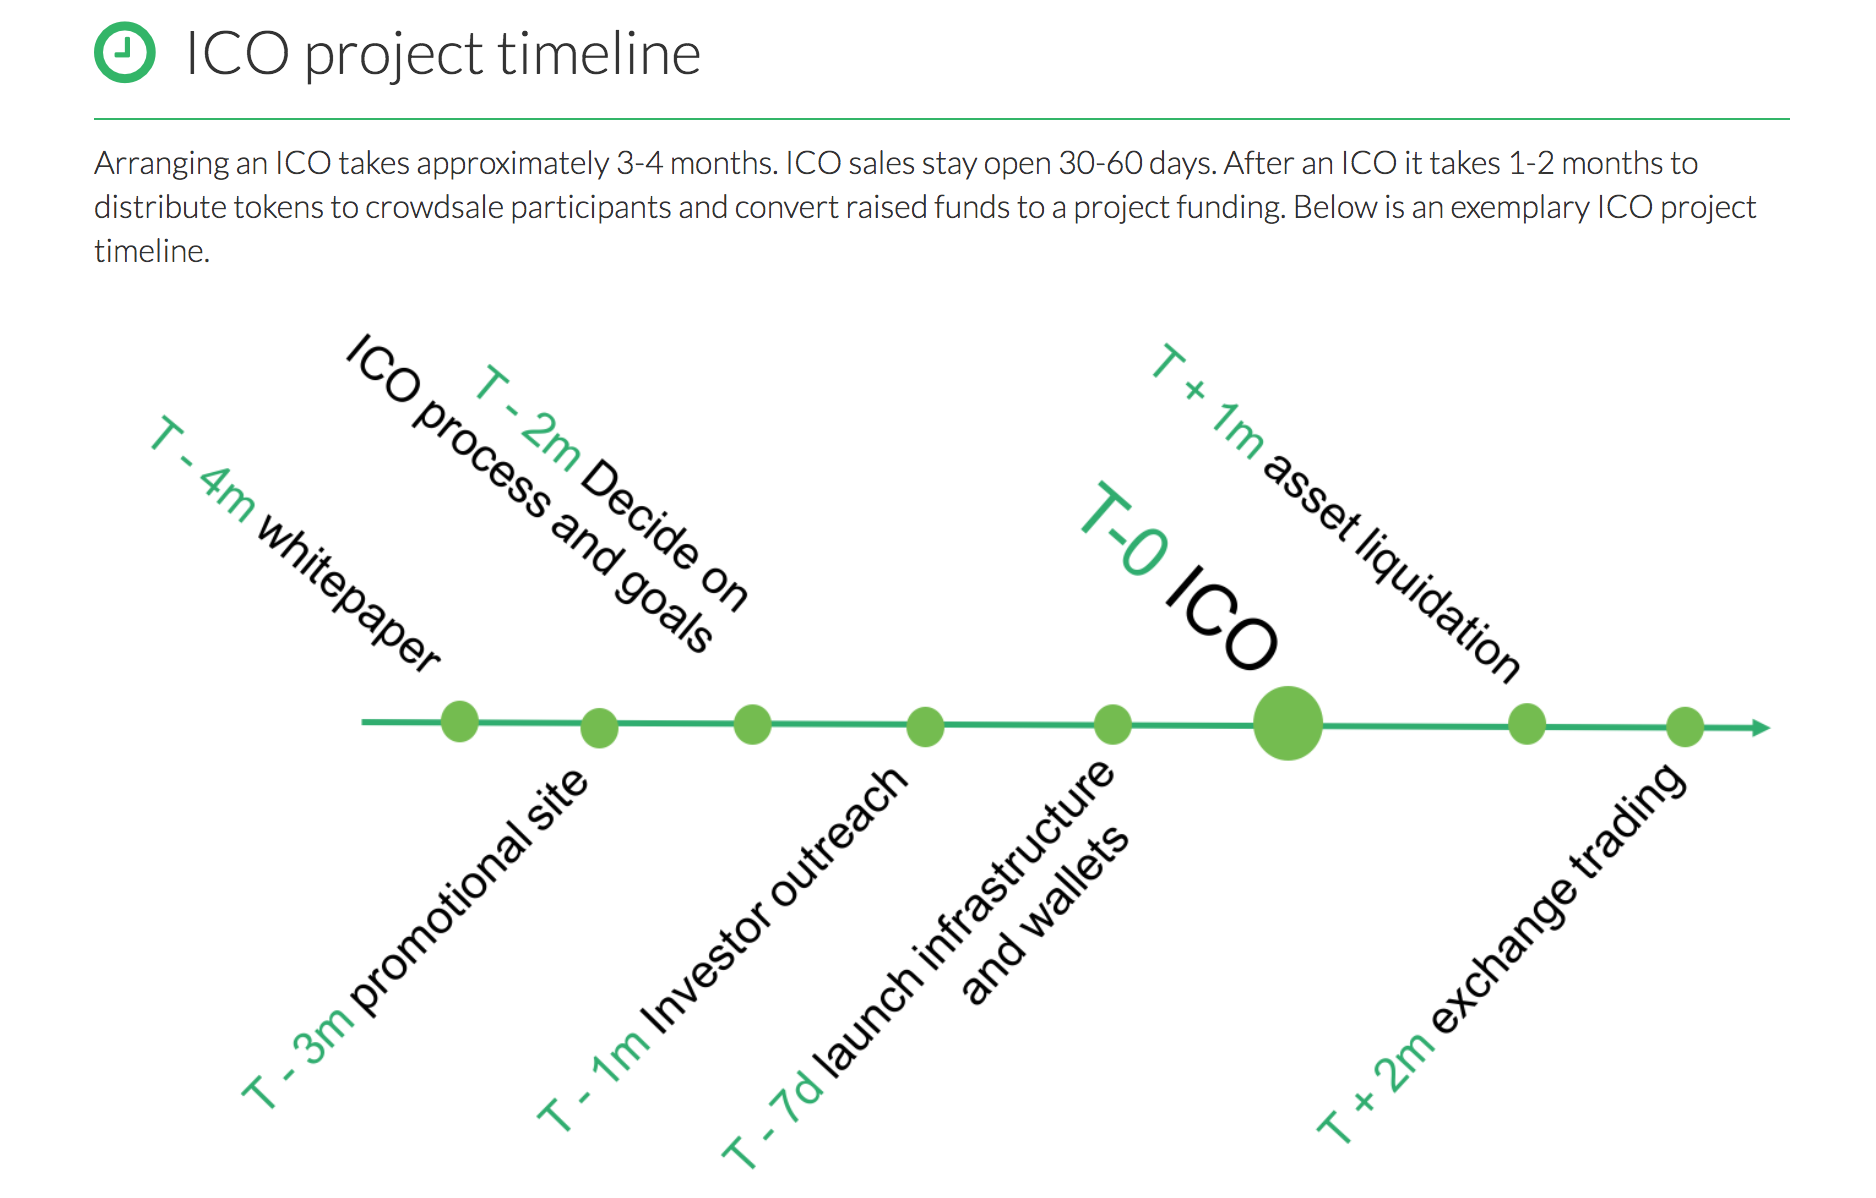 ICO project timeline
Arranging an ICO takes approximately 3-4 months. ICO sales stay open 30-60 days. After an ICO it takes 1-2 months to
distribute tokens to crowdsale participants and convert raised funds to a project funding. Below is an exemplary ICO project
timeline.
T - 4m whitepaper
T - 3m promotional site
T - 2m Decide on
ICO process and goals
T - 1m Investor outreach
T - 7d launch infrastructure
and wallets
T-0 ICO
T + 1m asset liquidation
T + 2m exchange trading